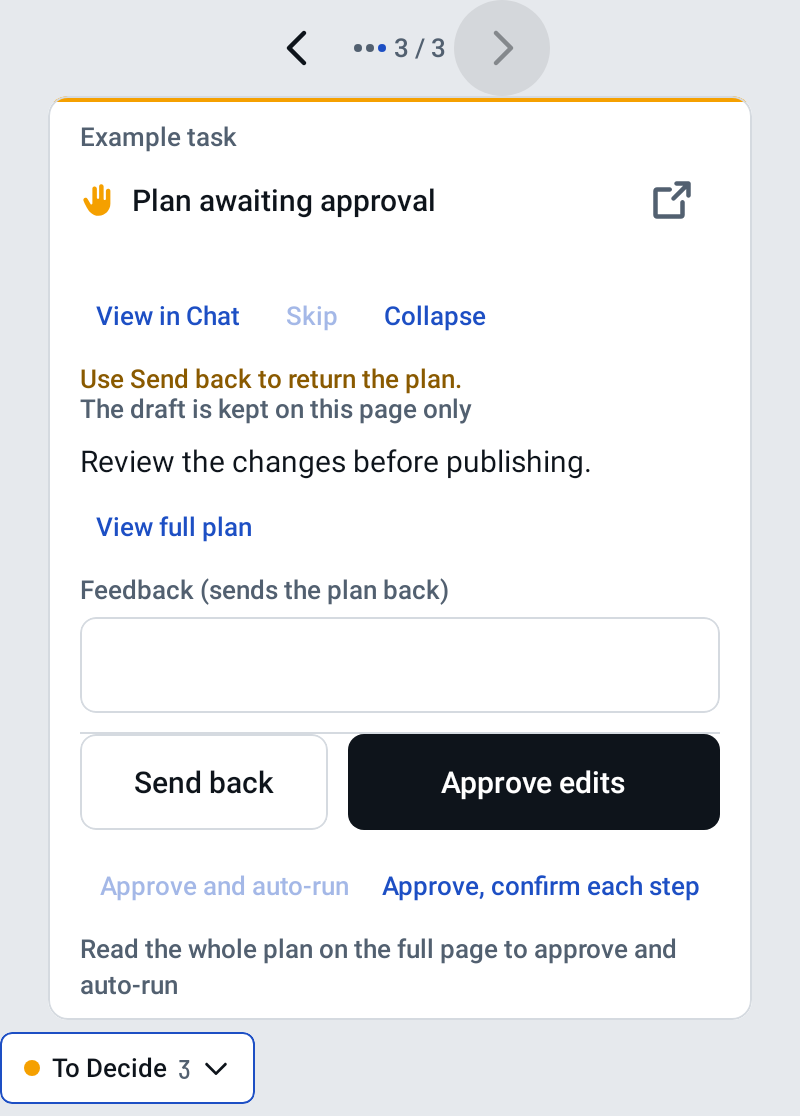 3 / 3
Example task
Plan awaiting approval
View in Chat Skip Collapse
Use Send back to return the plan.
The draft is kept on this page only
Review the changes before publishing.
View full plan
Feedback (sends the plan back)
Send back Approve edits
Approve and auto-run Approve, confirm each step
Read the whole plan on the full page to approve and
auto-run
To Decide 3